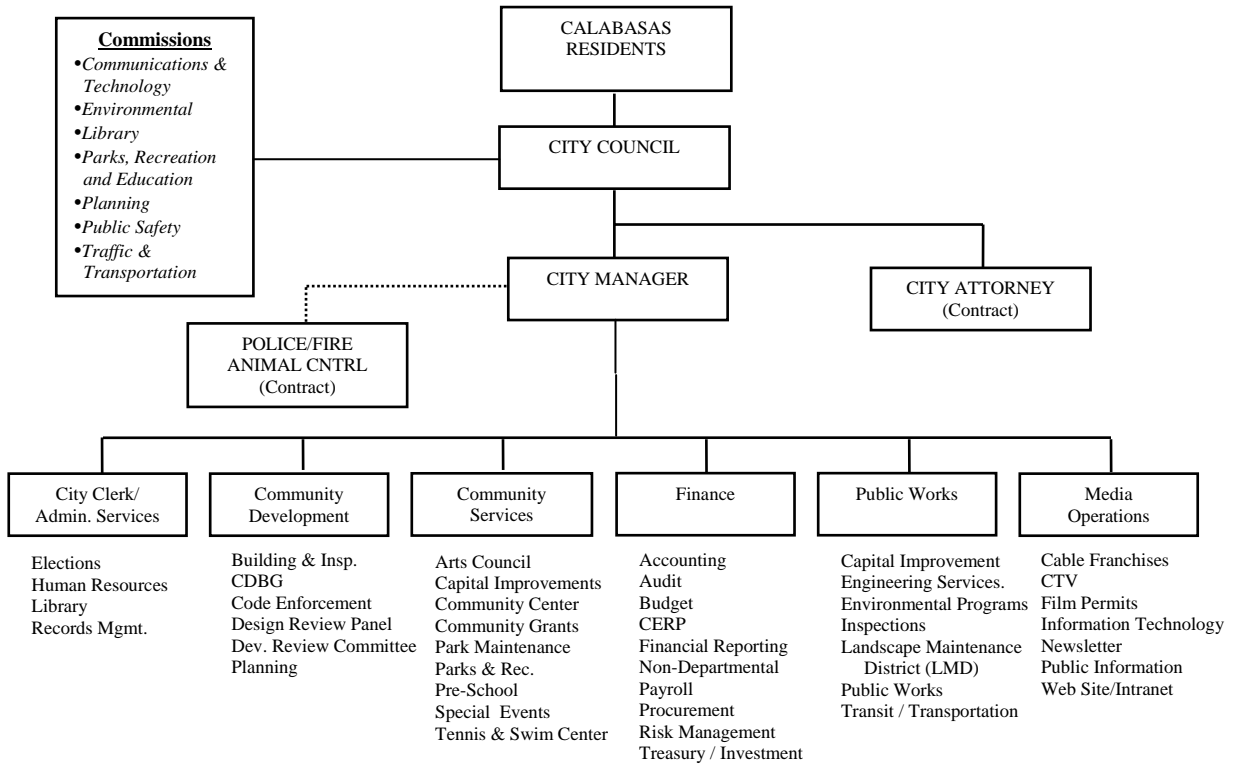 Commissions
•Communications &
Technology
•Environmental
•Library
•Parks, Recreation
and Education
•Planning
•Public Safety
•Traffic &
Transportation
CALABASAS
RESIDENTS
CITY COUNCIL
CITY MANAGER
CITY ATTORNEY
(Contract)
POLICE/FIRE
ANIMAL CNTRL
(Contract)
City Clerk/
Admin. Services
Elections
Human Resources
Library
Records Mgmt.
Community
Development
Building & Insp.
CDBG
Code Enforcement
Design Review Panel
Dev. Review Committee
Planning
Community
Services
Arts Council
Capital Improvements
Community Center
Community Grants
Park Maintenance
Parks & Rec.
Pre-School
Special Events
Tennis & Swim Center
Finance
Accounting
Audit
Budget
CERP
Financial Reporting
Non-Departmental
Payroll
Procurement
Risk Management
Treasury / Investment
Public Works
Capital Improvement
Engineering Services.
Environmental Programs
Inspections
Landscape Maintenance
District (LMD)
Public Works
Transit / Transportation
Media
Operations
Cable Franchises
CTV
Film Permits
Information Technology
Newsletter
Public Information
Web Site/Intranet